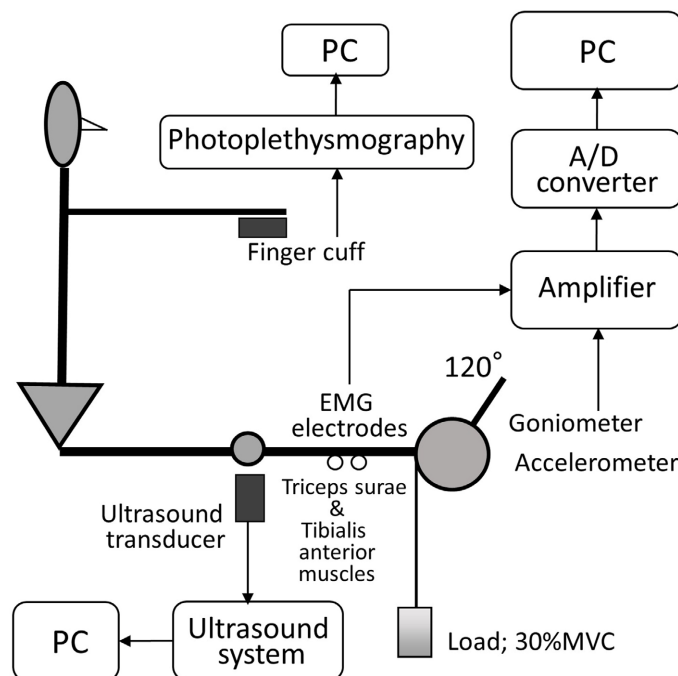 PC
PC
Photoplethysmography
A/D
converter
Finger cuff
Amplifier
120°
EMG
electrodes
Goniometer
Accelerometer
Triceps surae
&
Tibialis
anterior
muscles
Ultrasound
transducer
PC
Ultrasound
system
Load; 30%MVC